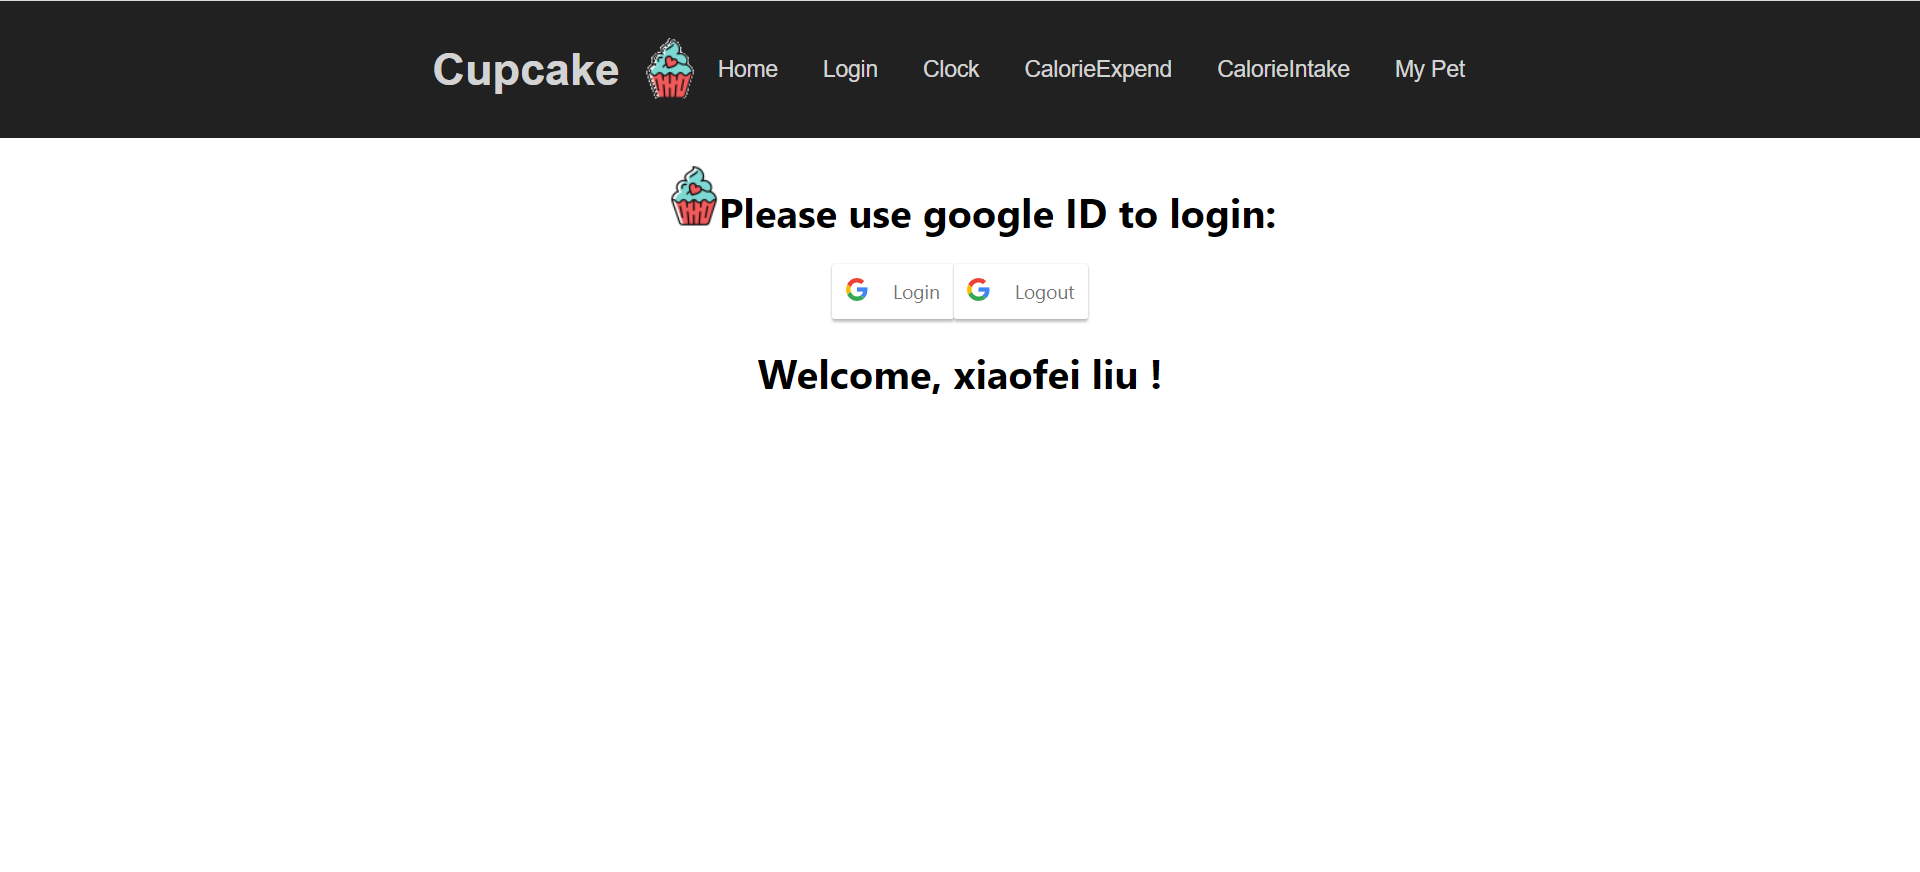 Cupcake Home Login Clock CalorieExpend CalorieIntake My Pet
Please use google ID to login:
Login Logout
Welcome, xiaofei liu !